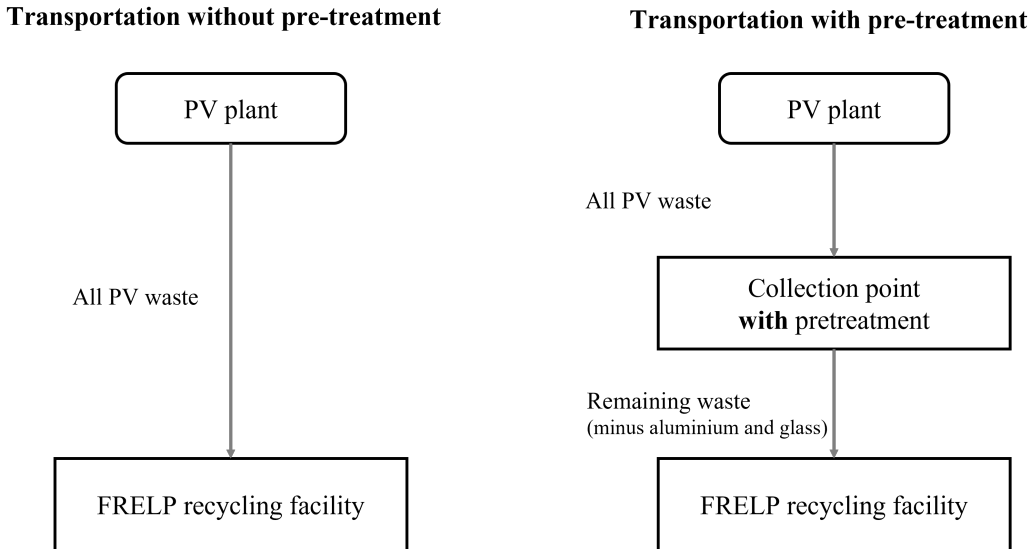 Transportation without pre-treatment
PV plant
All PV waste
FRELP recycling facility
Transportation with pre-treatment
PV plant
All PV waste
Collection point
with pretreatment
Remaining waste
(minus aluminium and glass)
FRELP recycling facility